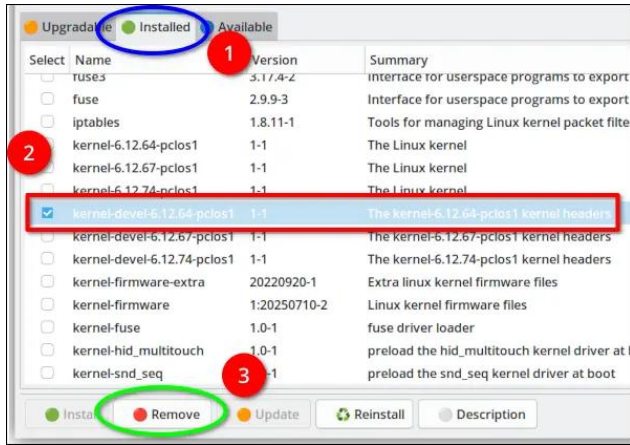 Upgradable Installed Available
1
Select Name Version Summary
fuse3 3.17.4-2 Interface for userspace programs to export
fuse 2.9.9-3 Interface for userspace programs to export
iptables 1.8.11-1 Tools for managing Linux kernel packet filte
2
kernel-6.12.64-pclos1 1-1 The Linux kernel
kernel-6.12.67-pclos1 1-1 The Linux kernel
kernel-6.12.74-pclos1 1-1 The Linux kernel
kernel-devel-6.12.64-pclos1 1-1 The kernel-6.12.64-pclos1 kernel headers
kernel-devel-6.12.67-pclos1 1-1 The kernel-6.12.67-pclos1 kernel headers
kernel-devel-6.12.74-pclos1 1-1 The kernel-6.12.74-pclos1 kernel headers
kernel-firmware-extra 20220920-1 Extra linux kernel firmware files
kernel-firmware 1:20250710-2 Linux kernel firmware files
kernel-fuse 1.0-1 fuse driver loader
kernel-hid_multitouch 1.0-1 preload the hid_multitouch kernel driver at
kernel-snd_seq -1 preload the snd_seq kernel driver at boot
3
Remove Update Reinstall Description